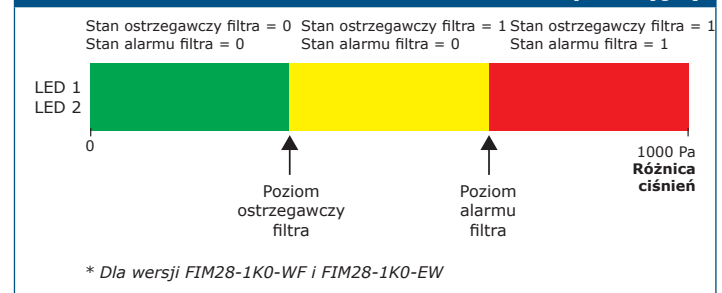 Stan ostrzegawczy filtra = 0 Stan ostrzegawczy filtra = 1 Stan ostrzegawczy filtra = 1
Stan alarmu filtra = 0 Stan alarmu filtra = 0 Stan alarmu filtra = 1
LED 1
LED 2
0
1000 Pa
Różnica
ciśnień
Poziom
ostrzegawczy
filtra
Poziom
alarmu
filtra
* Dla wersji FIM28-1K0-WF i FIM28-1K0-EW